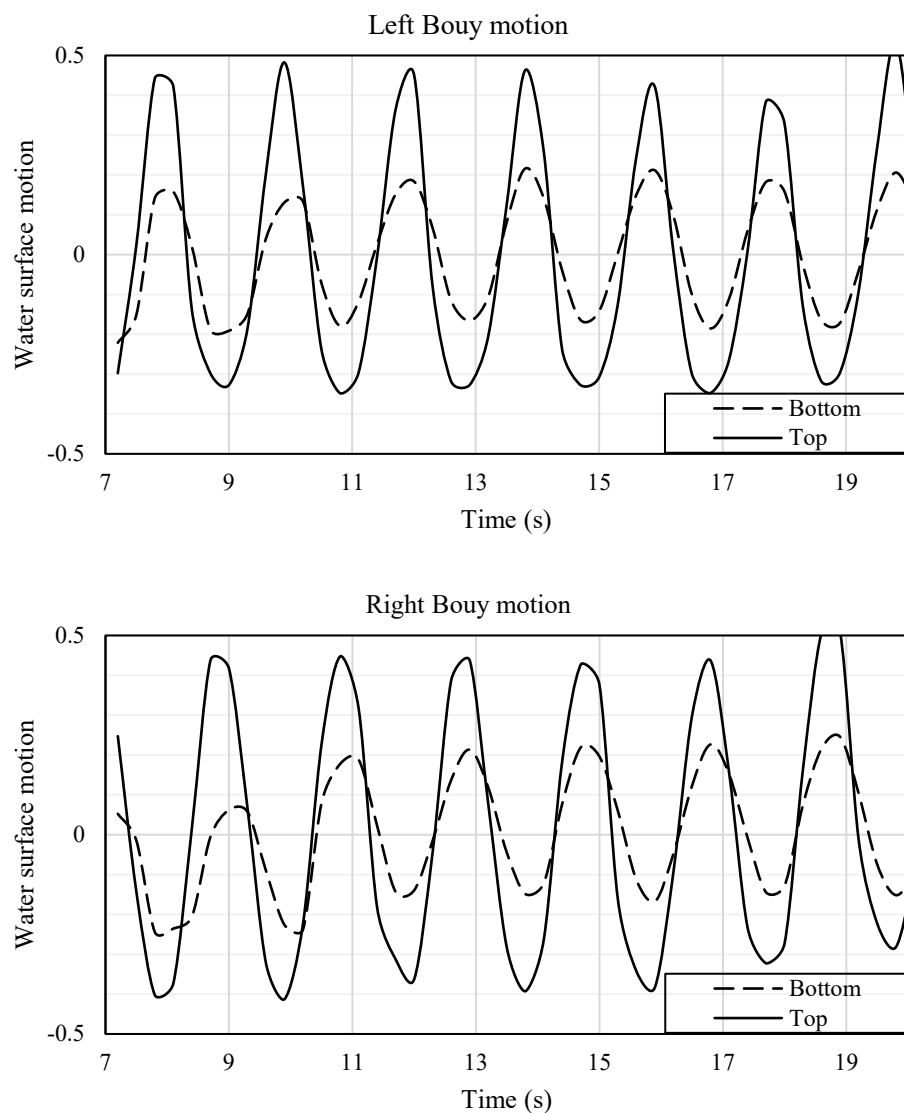 Left Bouy motion
0.5
0
-0.5
Water surface motion
Bottom
Top
7 9 11 13 15 17 19
Time (s)
Right Bouy motion
0.5
0
-0.5
Water surface motion
Bottom
Top
7 9 11 13 15 17 19
Time (s)